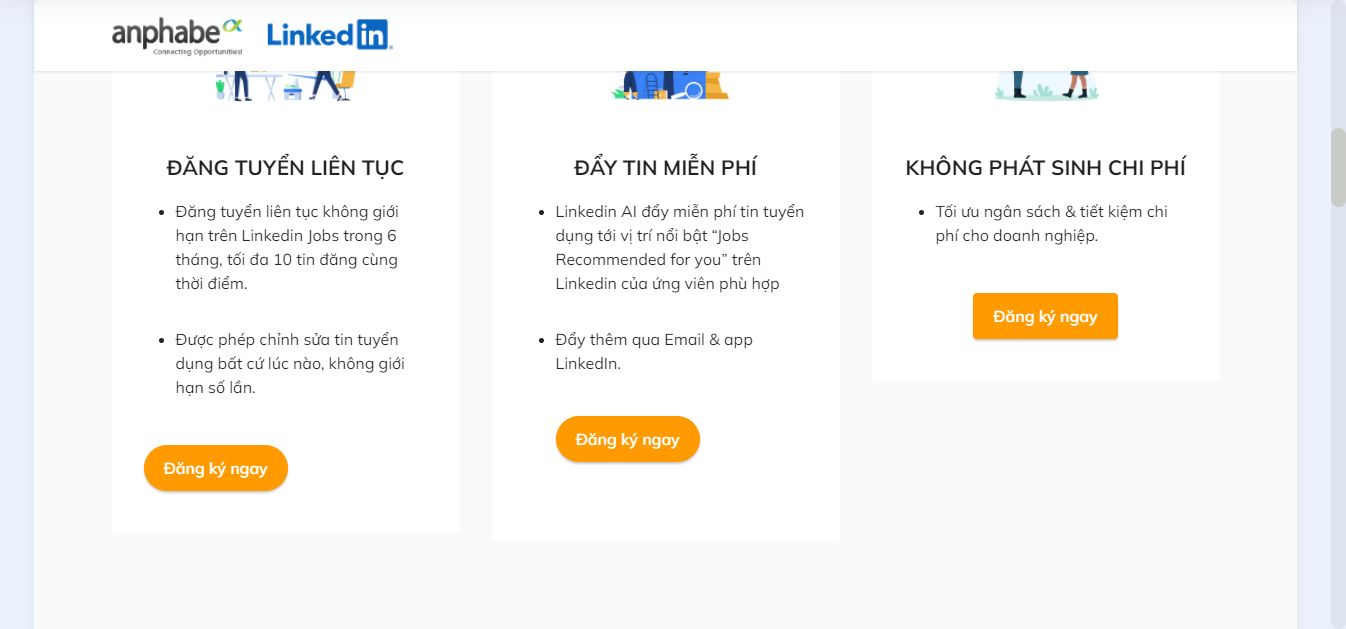 anphabe
Connecting Opportunities!
Linked in
ĐĂNG TUYỂN LIÊN TỤC
Đăng tuyển liên tục không giới
hạn trên Linkedin Jobs trong 6
tháng, tối đa 10 tin đăng cùng
thời điểm.
Được phép chỉnh sửa tin tuyển
dụng bất cứ lúc nào, không giới
hạn số lần.
Đăng ký ngay
ĐẨY TIN MIỄN PHÍ
Linkedin AI đẩy miễn phí tin tuyển
dụng tới vị trí nổi bật “Jobs
Recommended for you” trên
Linkedin của ứng viên phù hợp
Đẩy thêm qua Email & app
LinkedIn.
Đăng ký ngay
KHÔNG PHÁT SINH CHI PHÍ
Tối ưu ngân sách & tiết kiệm chi
phí cho doanh nghiệp.
Đăng ký ngay